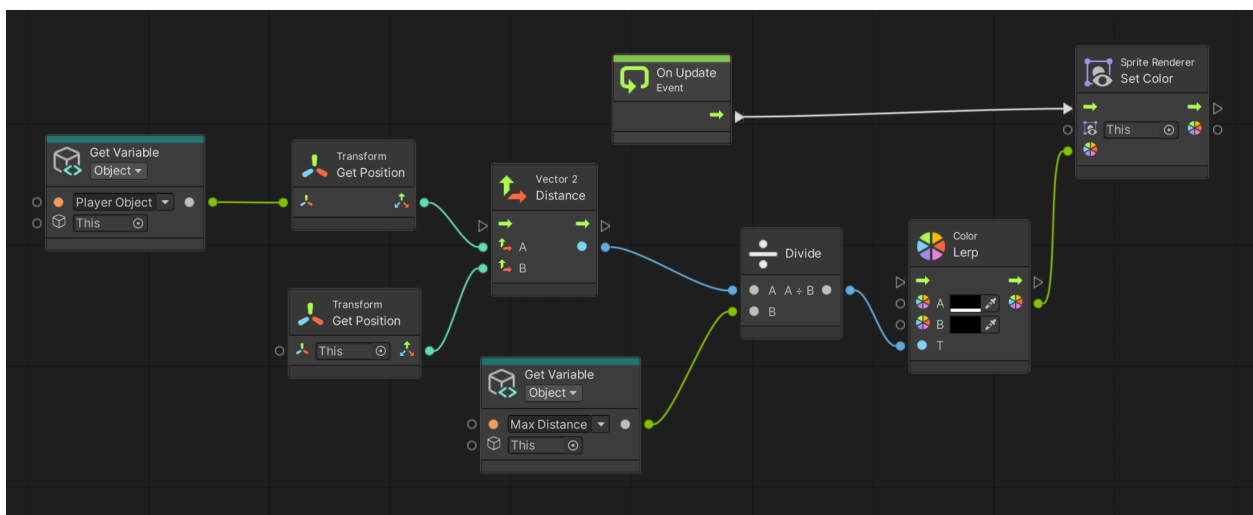 On Update
Event
Sprite Renderer
Set Color
This
Get Variable
Object
Player Object
This
Transform
Get Position
Vector 2
Distance
A
B
Transform
Get Position
This
Get Variable
Object
Max Distance
This
Divide
A A ÷ B
B
Color
Lerp
A
B
T